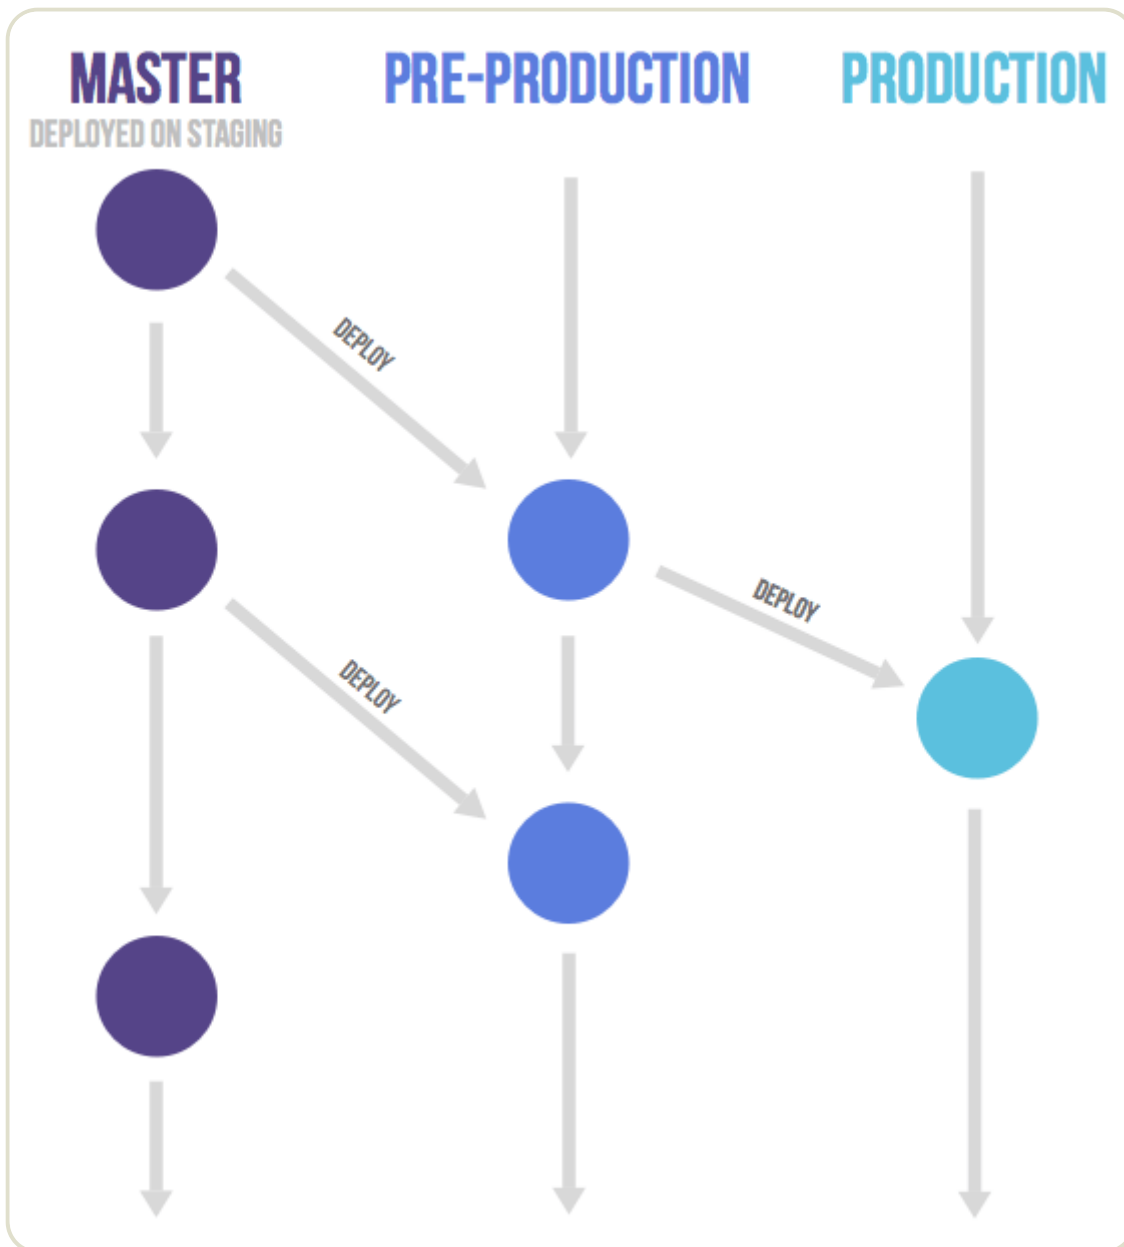 MASTER
DEPLOYED ON STAGING
PRE-PRODUCTION
PRODUCTION
DEPLOY
DEPLOY
DEPLOY